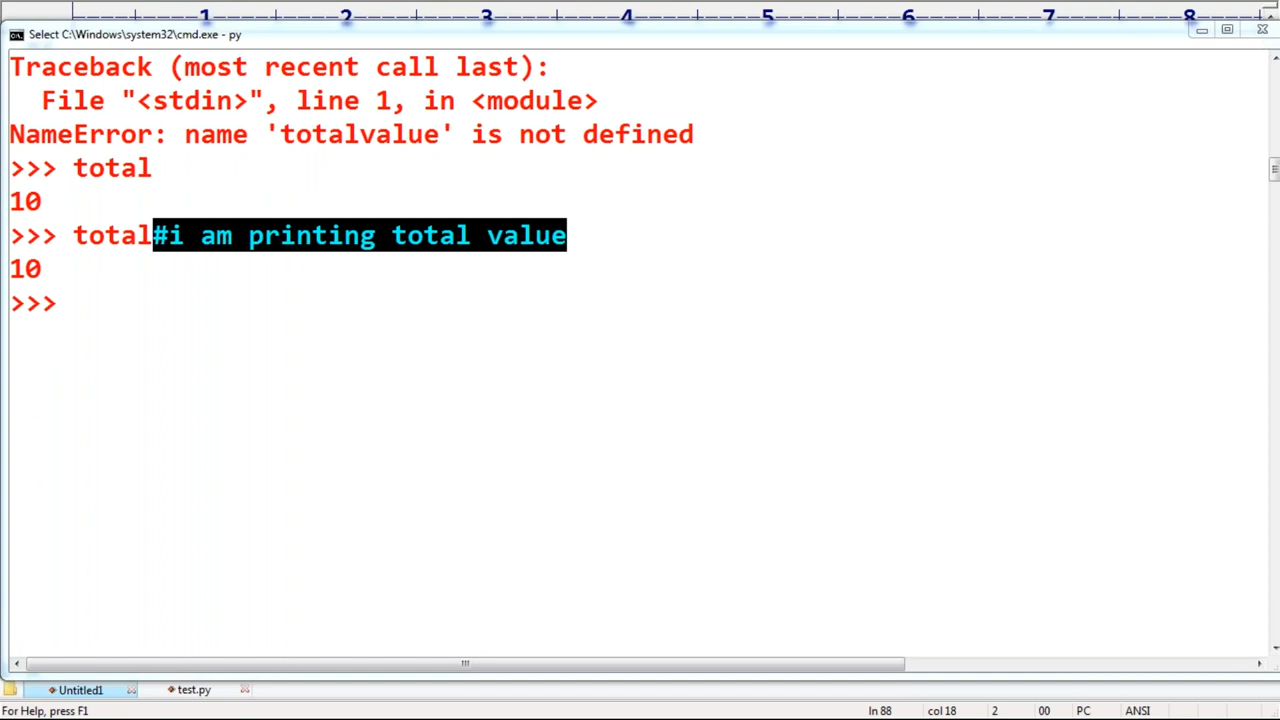 1 2 3 4 5 6 7 8
Select C:\Windows\system32\cmd.exe - py
Traceback (most recent call last):
  File "<stdin>", line 1, in <module>
NameError: name 'totalvalue' is not defined
>>> total
10
>>> total#i am printing total value
10
>>>
Untitled1 test.py
For Help, press F1 ln 88 col 18 2 00 PC ANSI